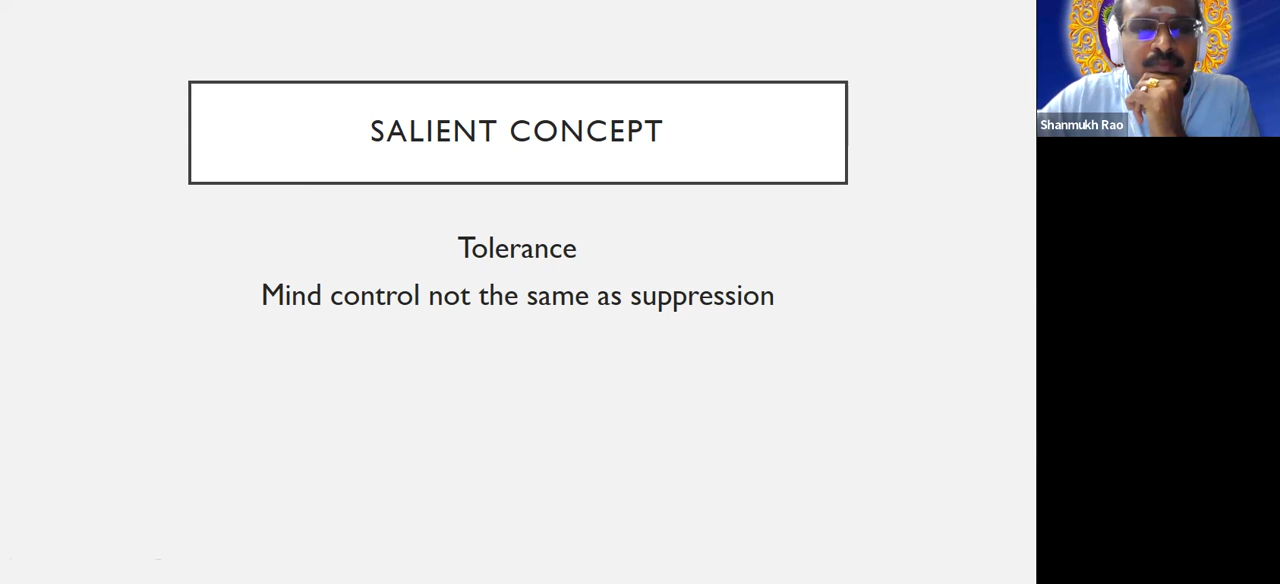 SALIENT CONCEPT
Tolerance
Mind control not the same as suppression
Shanmukh Rao